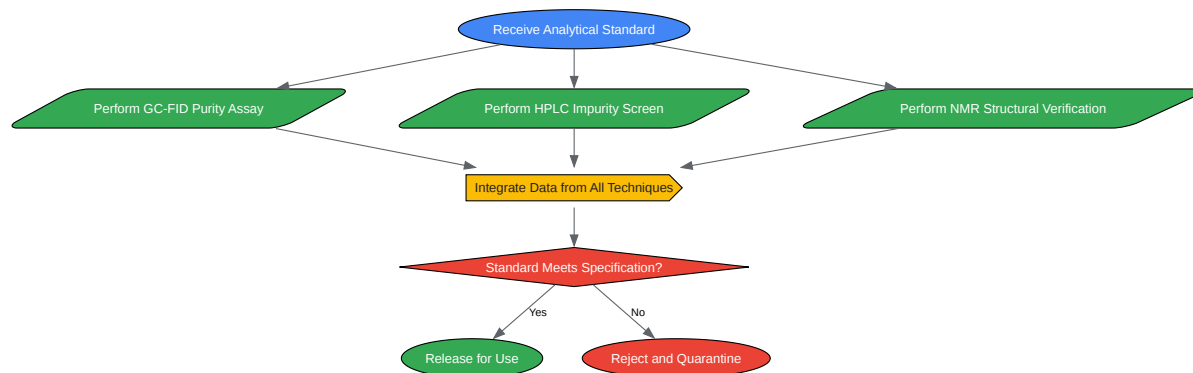 Receive Analytical Standard
Perform GC-FID Purity Assay
Perform HPLC Impurity Screen
Perform NMR Structural Verification
Integrate Data from All Techniques
Standard Meets Specification?
Yes
No
Release for Use
Reject and Quarantine